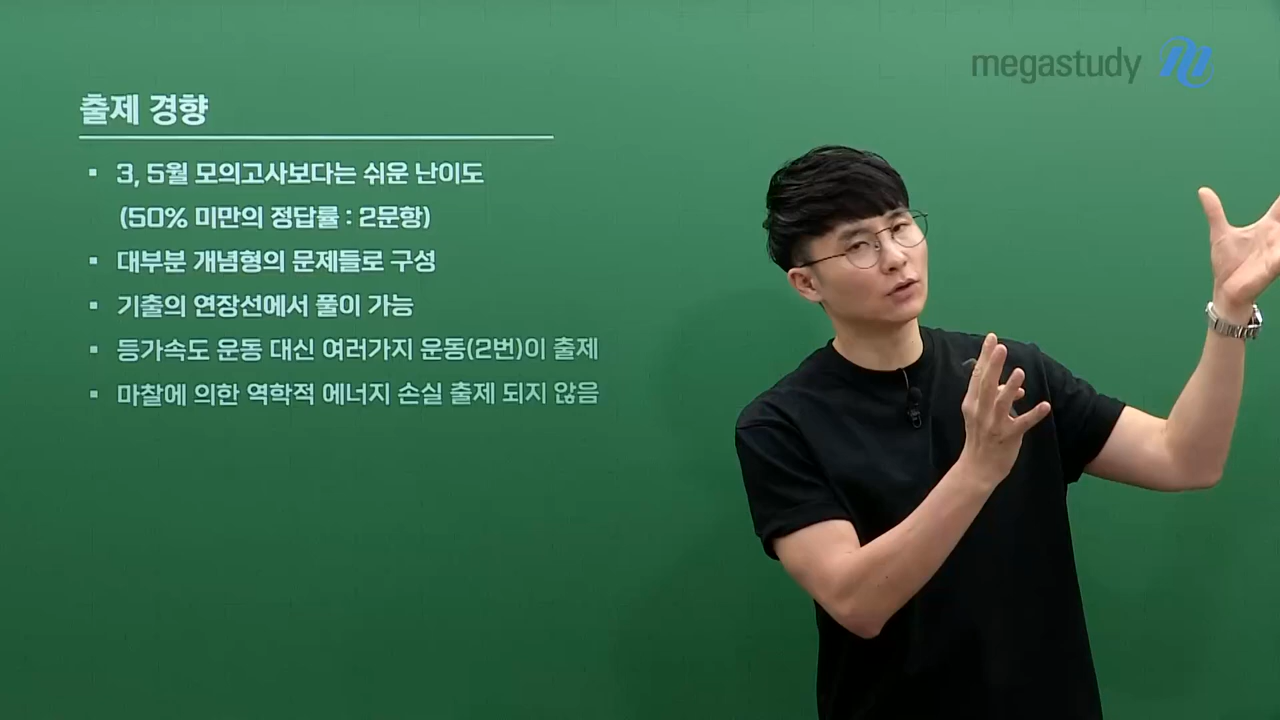 megastudy
출제 경향
▪ 3, 5월 모의고사보다는 쉬운 난이도
(50% 미만의 정답률 : 2문항)
▪ 대부분 개념형의 문제들로 구성
▪ 기출의 연장선에서 풀이 가능
▪ 등가속도 운동 대신 여러가지 운동(2번)이 출제
▪ 마찰에 의한 역학적 에너지 손실 출제 되지 않음